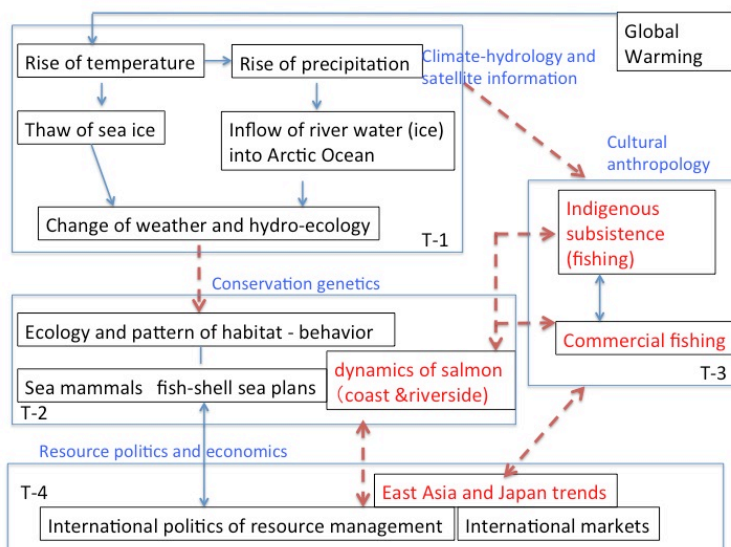 Global
Warming
Rise of temperature
Rise of precipitation
Climate-hydrology and
satellite information
Thaw of sea ice
Inflow of river water (ice)
into Arctic Ocean
Change of weather and hydro-ecology
T-1
Cultural
anthropology
Indigenous
subsistence
(fishing)
Commercial fishing
T-3
Conservation genetics
Ecology and pattern of habitat - behavior
Sea mammals fish-shell sea plans
dynamics of salmon
(coast &riverside)
T-2
Resource politics and economics
T-4
East Asia and Japan trends
International politics of resource management
International markets